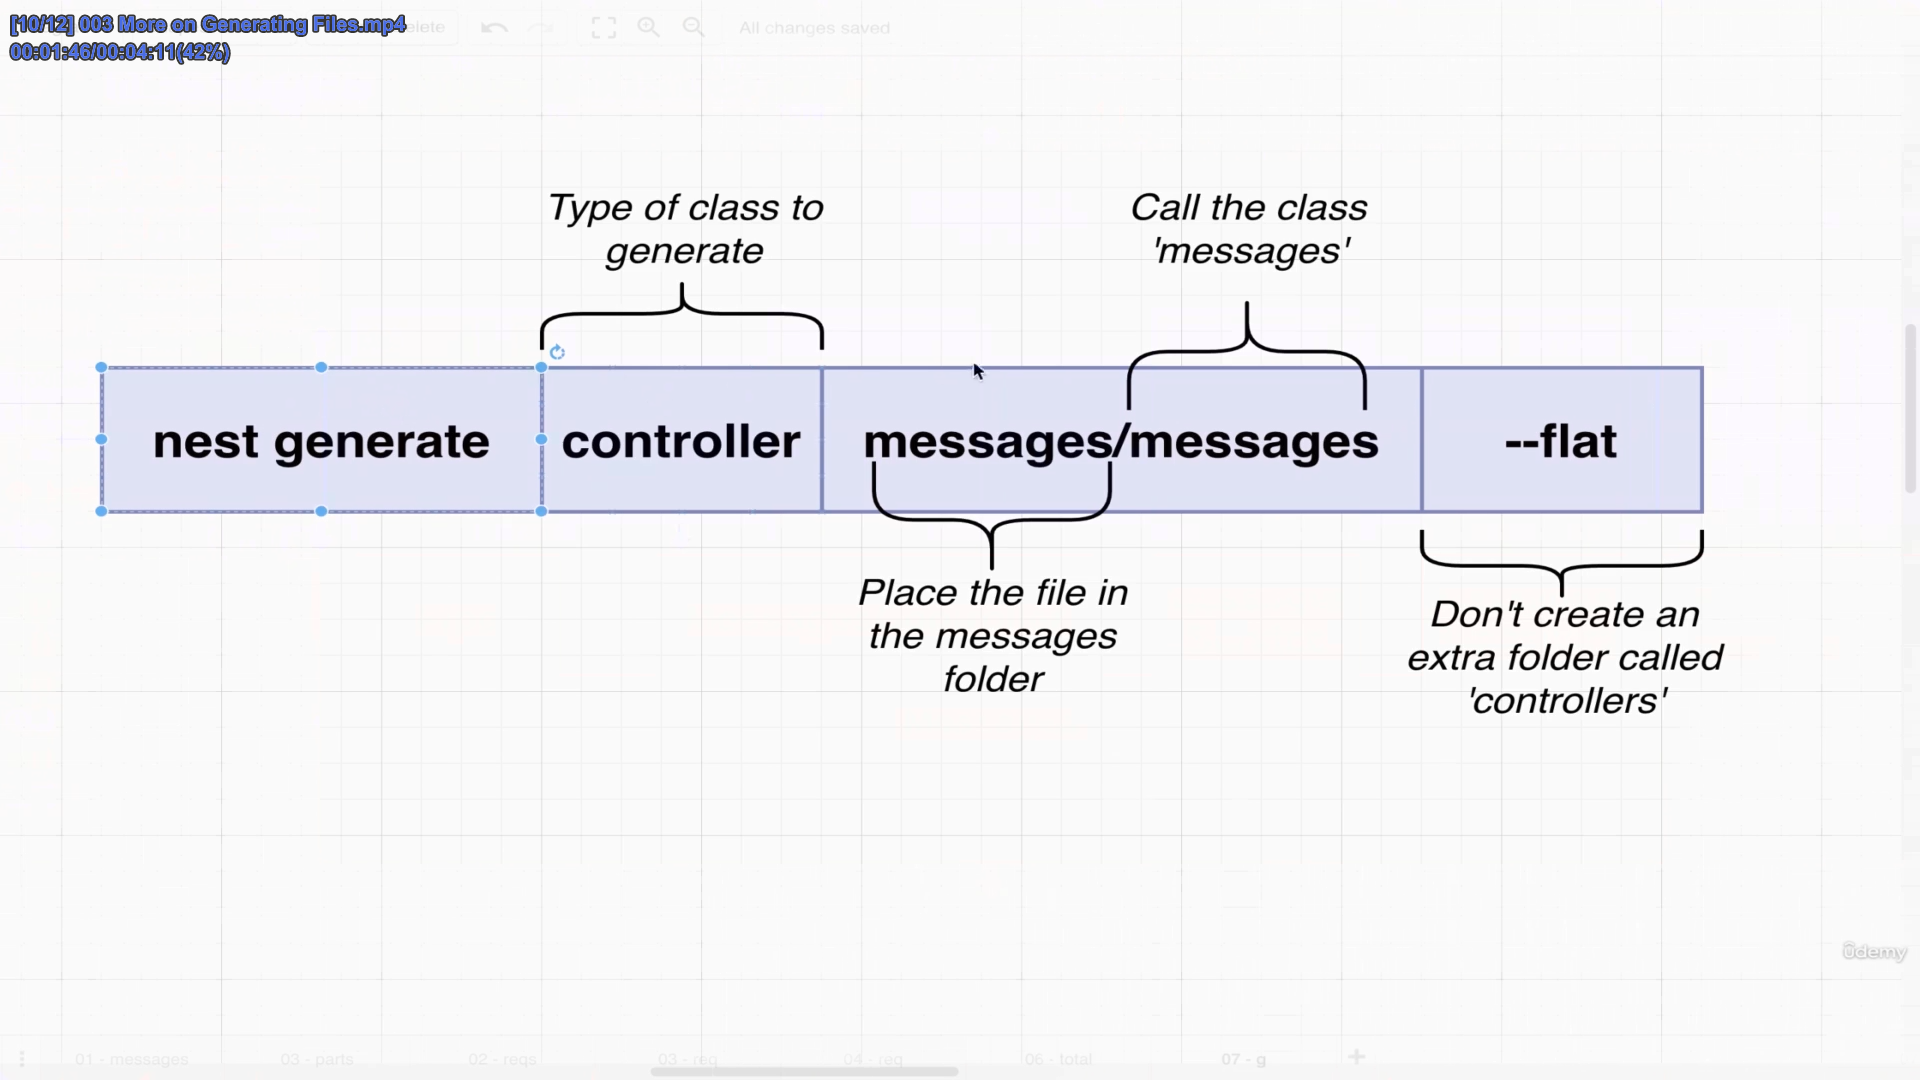 [10/12] 003 More on Generating Files.mp4
00:01:46/00:04:11(42%)
All changes saved
Type of class to
generate
Call the class
'messages'
nest generate
controller
messages/messages
--flat
Place the file in
the messages
folder
Don't create an
extra folder called
'controllers'
ûdemy
01 - messages
03 - parts
02 - reqs
03 - req
04 - req
06 - total
07 - g